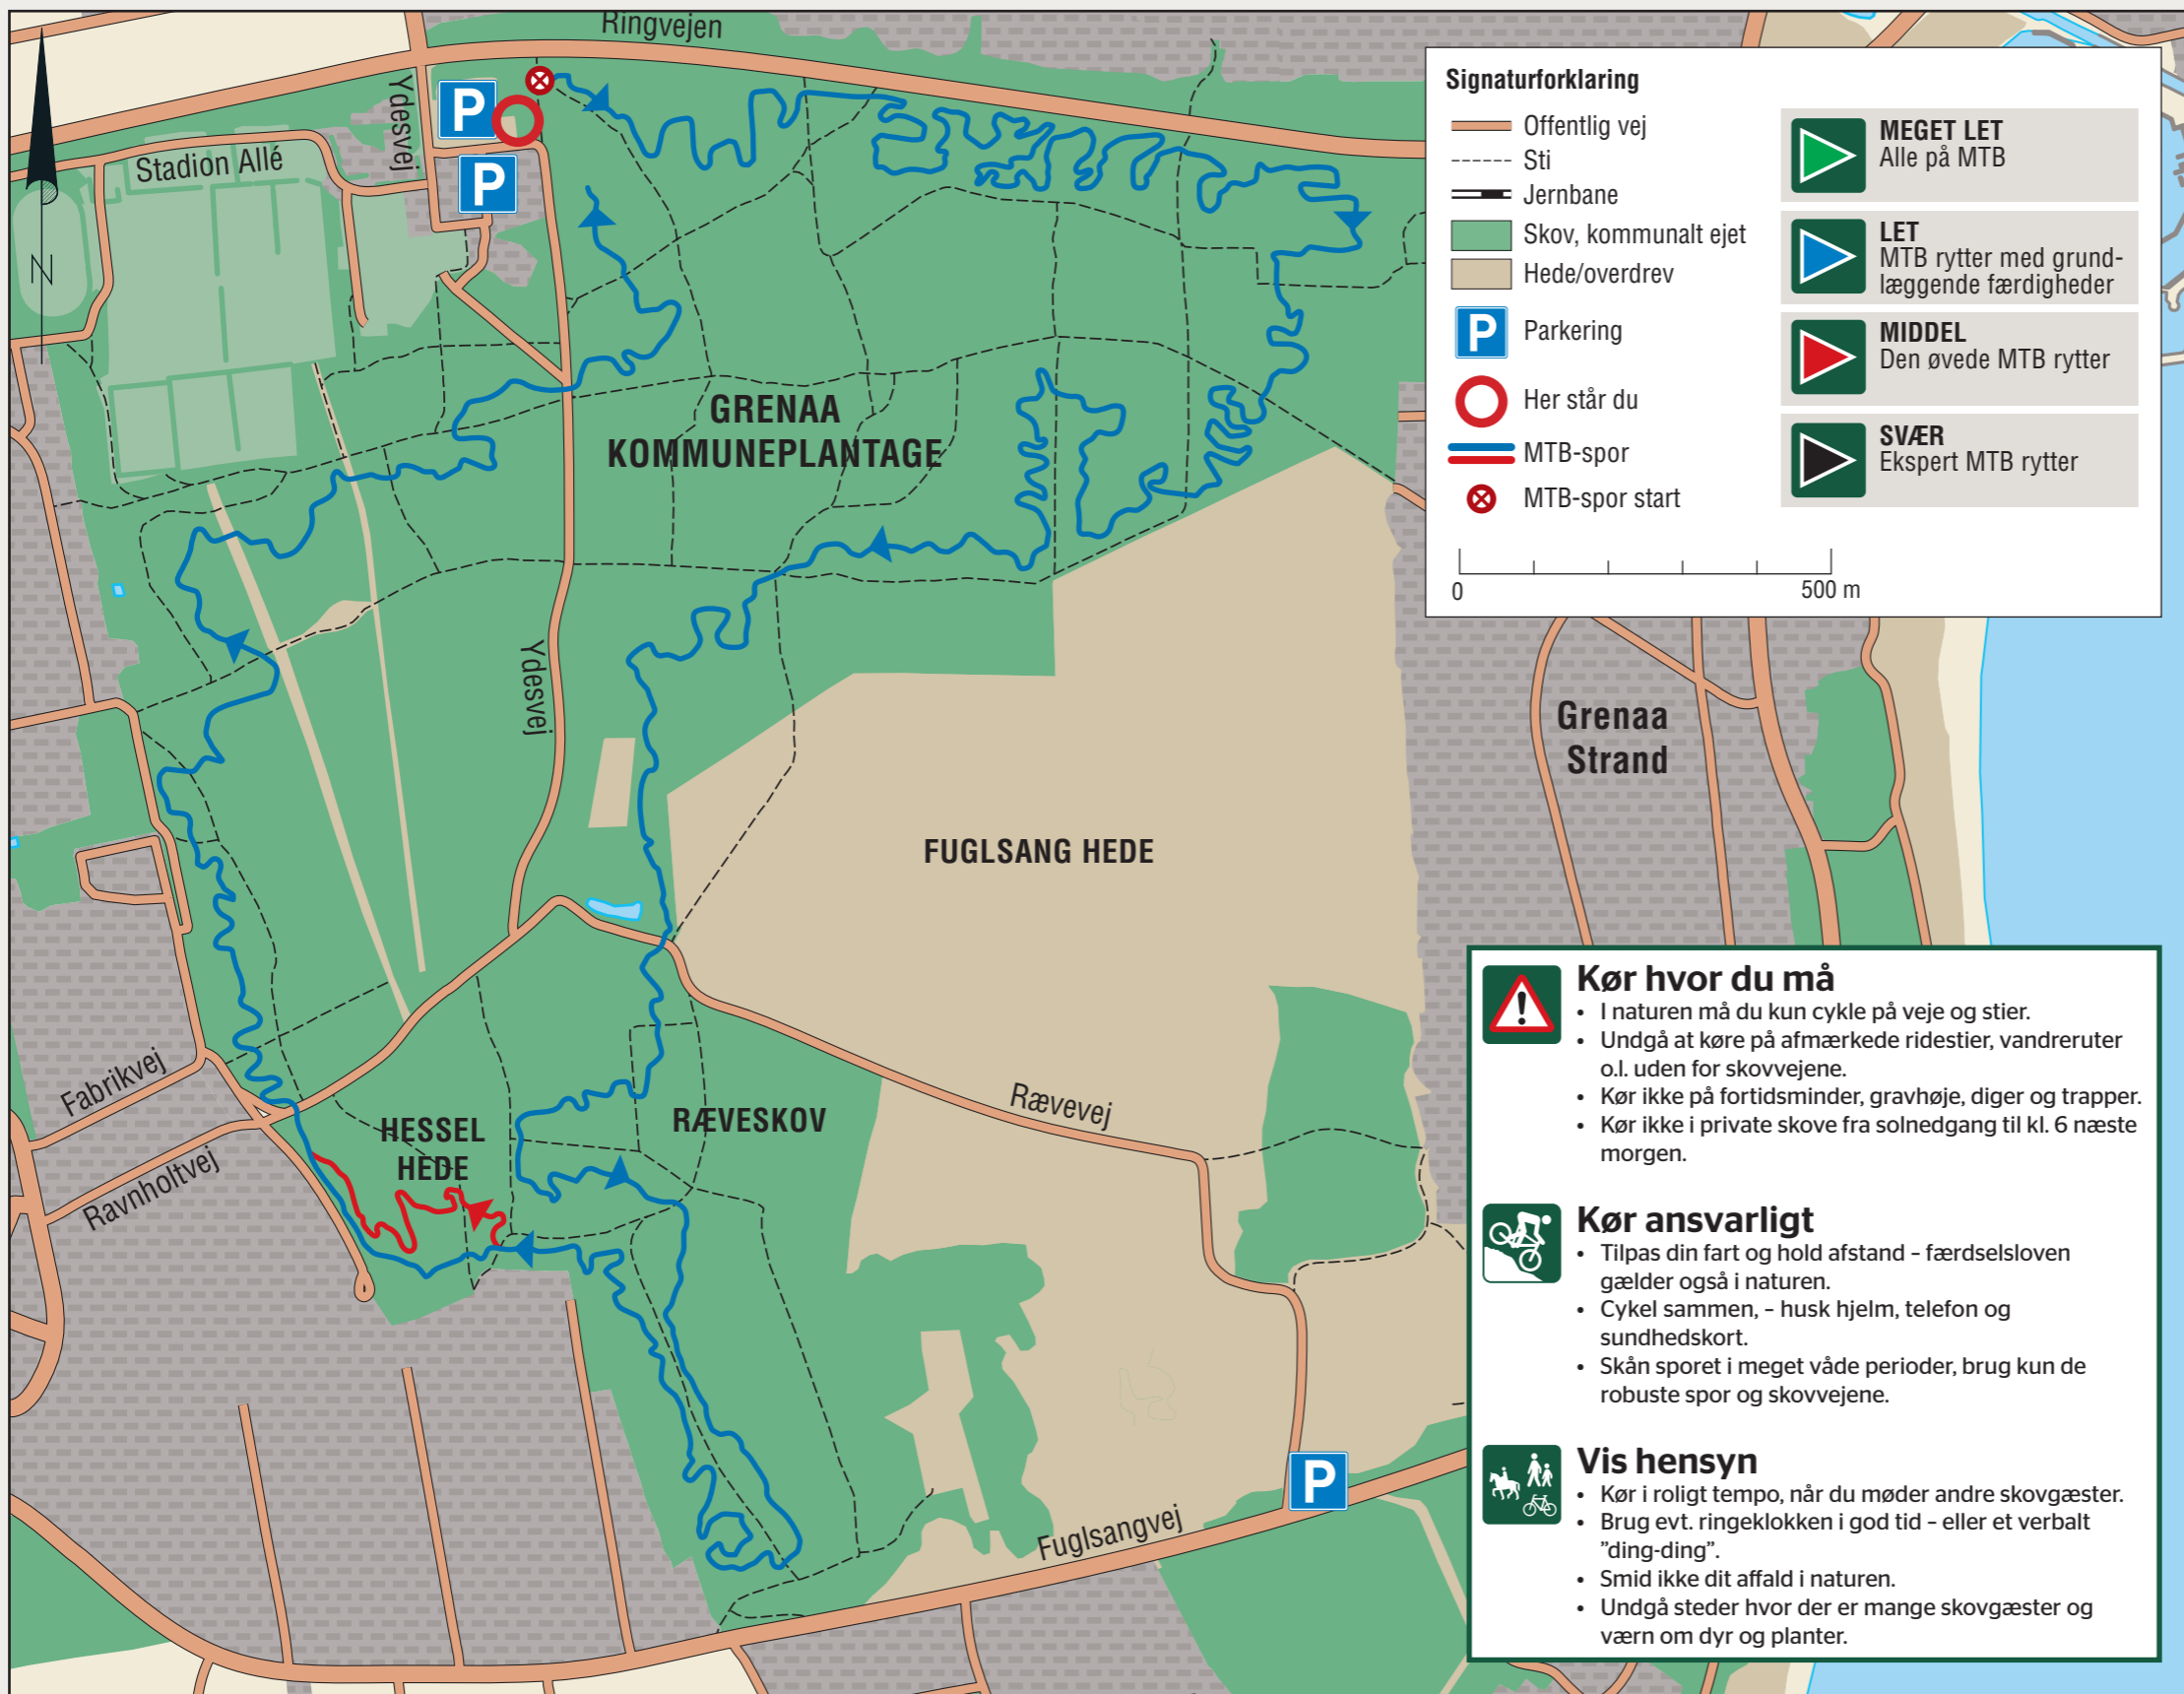 Ringvejen
Ydesvej
P
P
Stadion Allé
N
GRENAA
KOMMUNEPLANTAGE
Ydesvej
FUGLSANG HEDE
Grenaa
Strand
Fabrikvej
Ravnholtvej
HESSEL
HEDE
RÆVESKOV
Rævevej
Fuglsangvej
P
Signaturforklaring
Offentlig vej
Sti
Jernbane
Skov, kommunalt ejet
Hede/overdrev
P Parkering
Her står du
MTB-spor
MTB-spor start
0
500 m
MEGET LET
Alle på MTB
LET
MTB rytter med grund-
læggende færdigheder
MIDDEL
Den øvede MTB rytter
SVÆR
Ekspert MTB rytter
Kør hvor du må
• I naturen må du kun cykle på veje og stier.
• Undgå at køre på afmærkede ridestier, vandreruter
o.l. uden for skovvejene.
• Kør ikke på fortidsminder, gravhøje, diger og trapper.
• Kør ikke i private skove fra solnedgang til kl. 6 næste
morgen.
Kør ansvarligt
• Tilpas din fart og hold afstand – færdselsloven
gælder også i naturen.
• Cykel sammen, – husk hjelm, telefon og
sundhedskort.
• Skån sporet i meget våde perioder, brug kun de
robuste spor og skovvejene.
Vis hensyn
• Kør i roligt tempo, når du møder andre skovgæster.
• Brug evt. ringeklokken i god tid – eller et verbalt
”ding-ding”.
• Smid ikke dit affald i naturen.
• Undgå steder hvor der er mange skovgæster og
værn om dyr og planter.